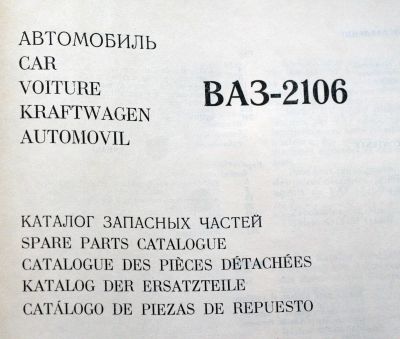 АВТОМОБИЛЬ
CAR
VOITURE
KRAFTWAGEN
AUTOMOVIL
ВАЗ-2106
КАТАЛОГ ЗАПАСНЫХ ЧАСТЕЙ
SPARE PARTS CATALOGUE
CATALOGUE DES PIÈCES DÉTACHÉES
KATALOG DER ERSATZTEILE
CATÁLOGO DE PIEZAS DE REPUESTO